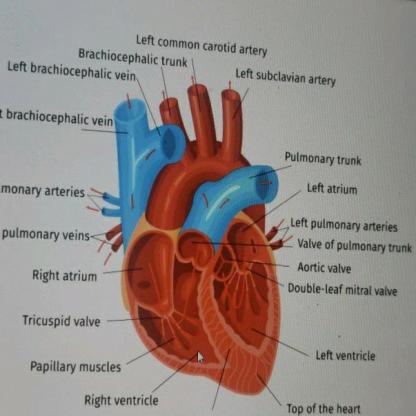 Left common carotid artery
Brachiocephalic trunk
Left brachiocephalic vein
Left subclavian artery
t brachiocephalic vein
Pulmonary trunk
Left atrium
monary arteries
Left pulmonary arteries
pulmonary veins
Valve of pulmonary trunk
Aortic valve
Right atrium
Double-leaf mitral valve
Tricuspid valve
Left ventricle
Papillary muscles
Right ventricle
Top of the heart